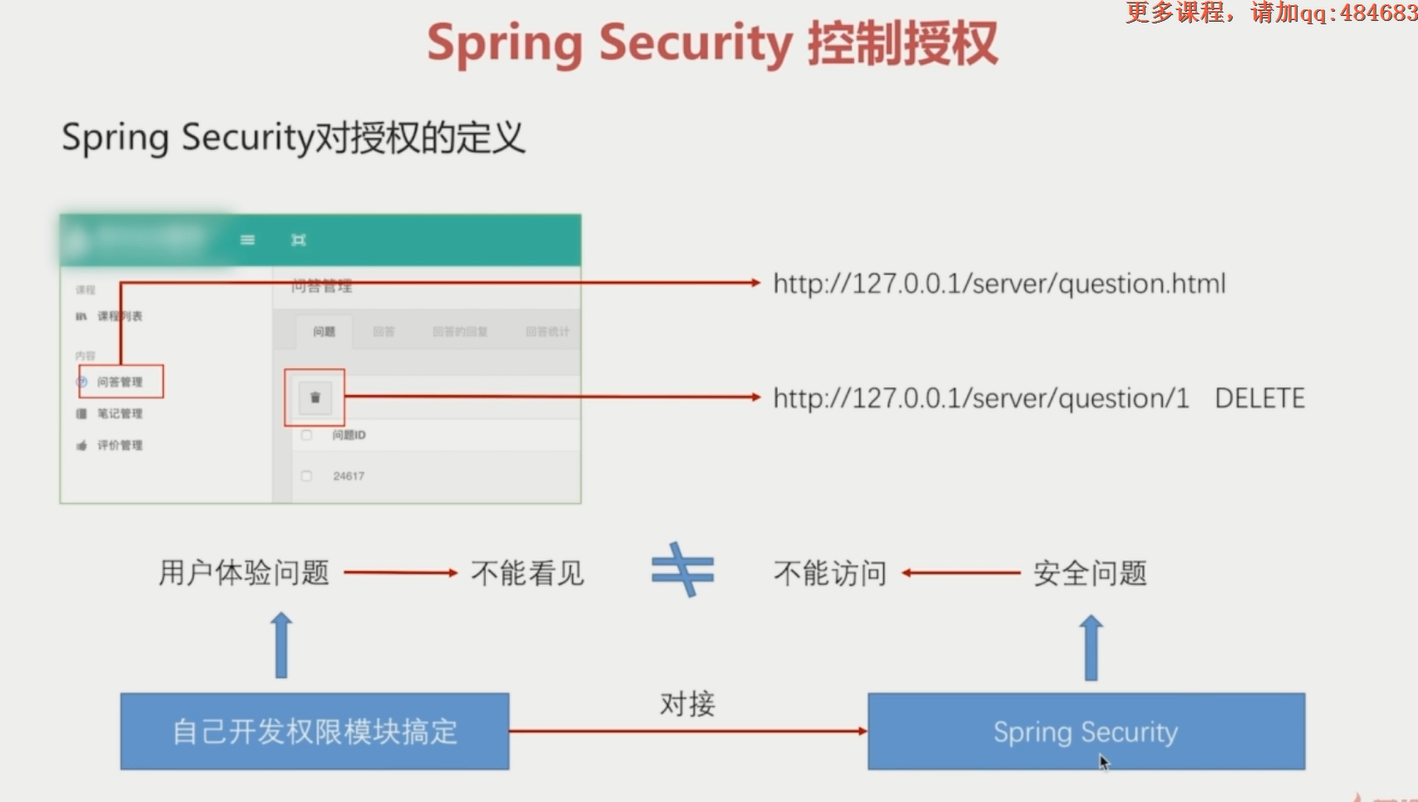 更多课程，请加qq:484683
Spring Security 控制授权
Spring Security对授权的定义
课程
课程列表
内容
问答管理
笔记管理
评价管理
问答管理
问题 回答 回答的回复 回答统计
问题ID
24617
http://127.0.0.1/server/question.html
http://127.0.0.1/server/question/1 DELETE
用户体验问题 不能看见 ≠ 不能访问 安全问题
对接
自己开发权限模块搞定 Spring Security